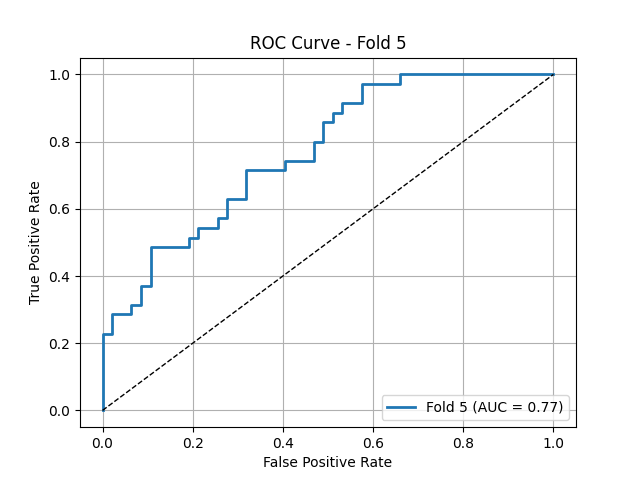 ROC Curve - Fold 5
1.0
0.8
0.6
0.4
0.2
0.0
True Positive Rate
Fold 5 (AUC = 0.77)
0.0 0.2 0.4 0.6 0.8 1.0
False Positive Rate